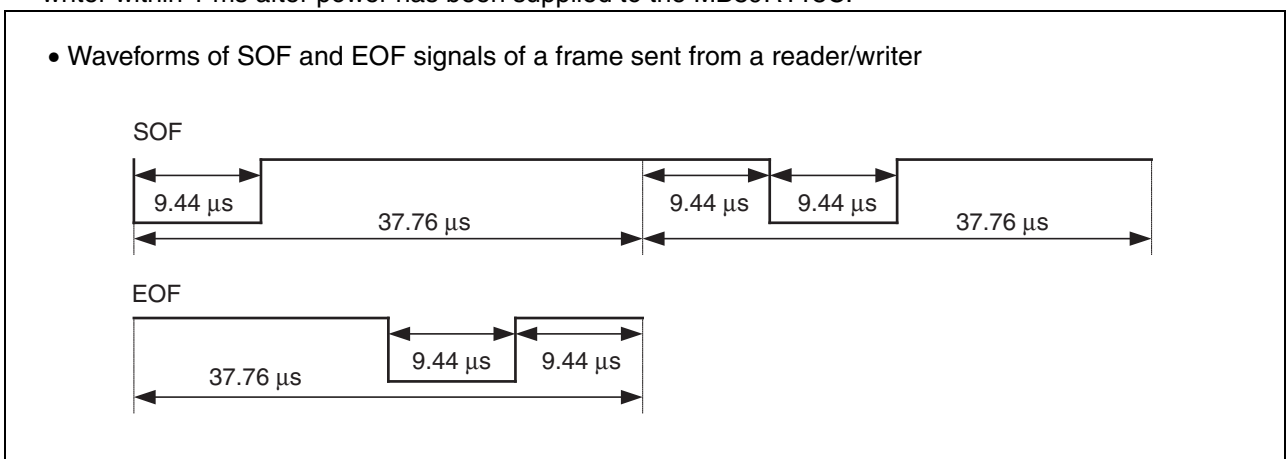 • Waveforms of SOF and EOF signals of a frame sent from a reader/writer
SOF
9.44 μs
9.44 μs
9.44 μs
37.76 μs
37.76 μs
EOF
9.44 μs
9.44 μs
37.76 μs